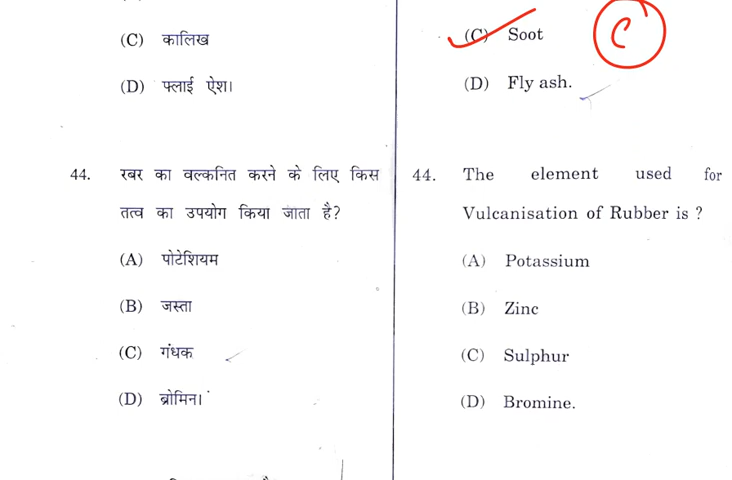 (C) कालिख
(D) फ्लाई ऐश।
44. रबर का वल्कनित करने के लिए किस
तत्व का उपयोग किया जाता है?
(A) पोटेशियम
(B) जस्ता
(C) गंधक
(D) ब्रोमिन।
(C) Soot
C
(D) Fly ash.
44. The element used for
Vulcanisation of Rubber is ?
(A) Potassium
(B) Zinc
(C) Sulphur
(D) Bromine.